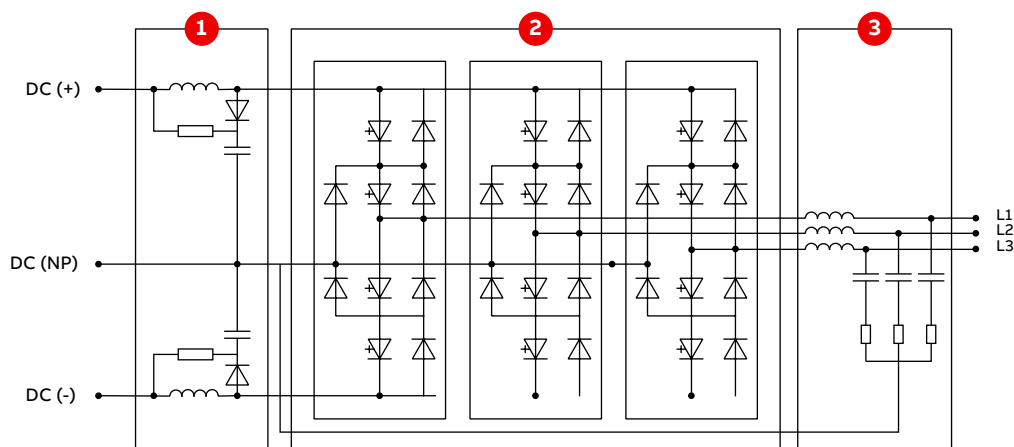 1
2
3
DC (+)
L1
L2
L3
DC (NP)
DC (-)